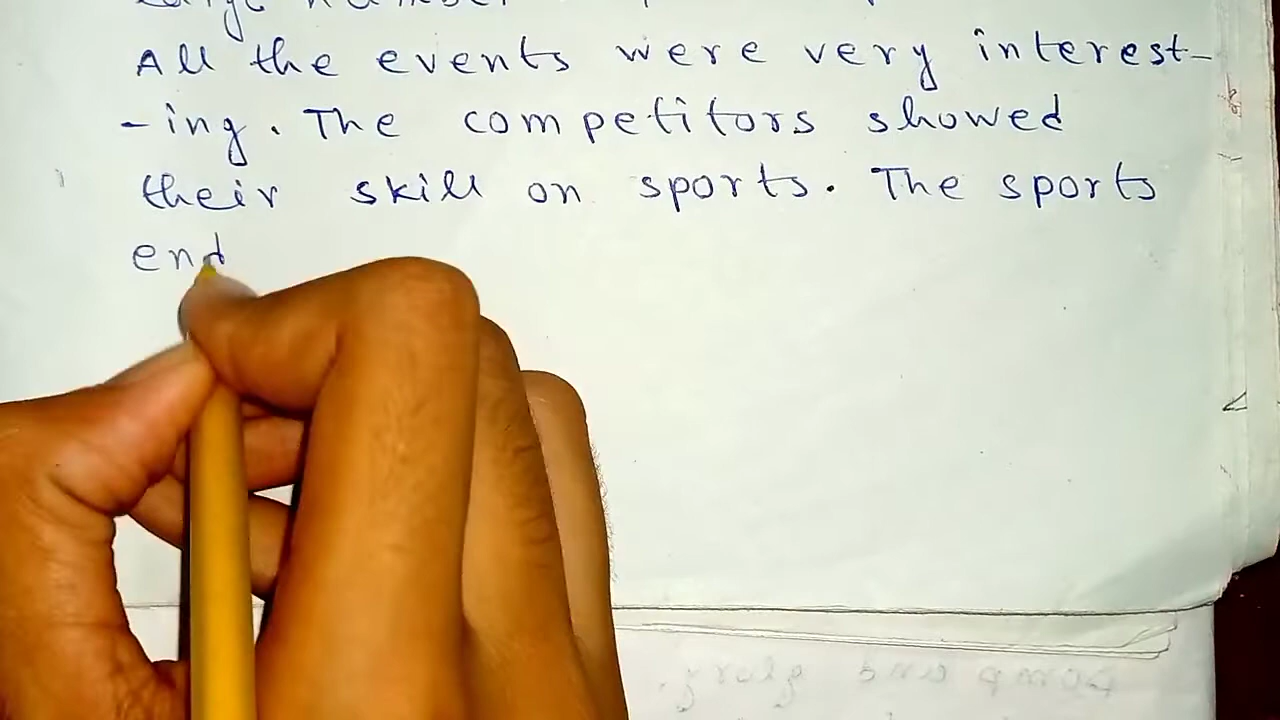 All the events were very interest-
-ing. The competitors showed
their skill on sports. The sports
end